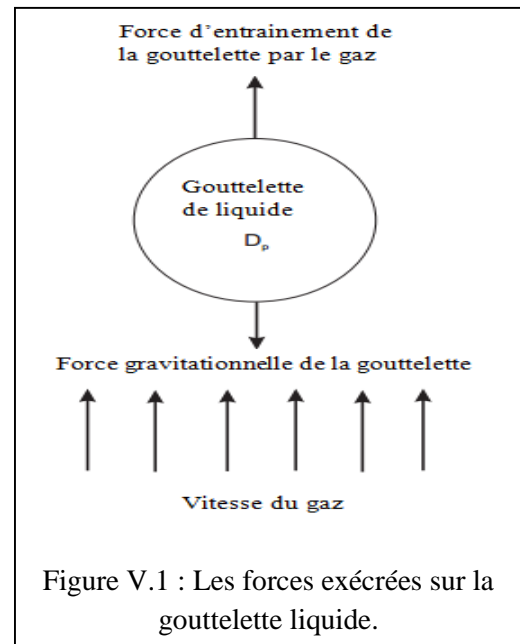 Force d'entrainement de
la gouttelette par le gaz
Gouttelette
de liquide
Dₚ
Force gravitationnelle de la gouttelette
Vitesse du gaz
Figure V.1 : Les forces exécrées sur la
gouttelette liquide.